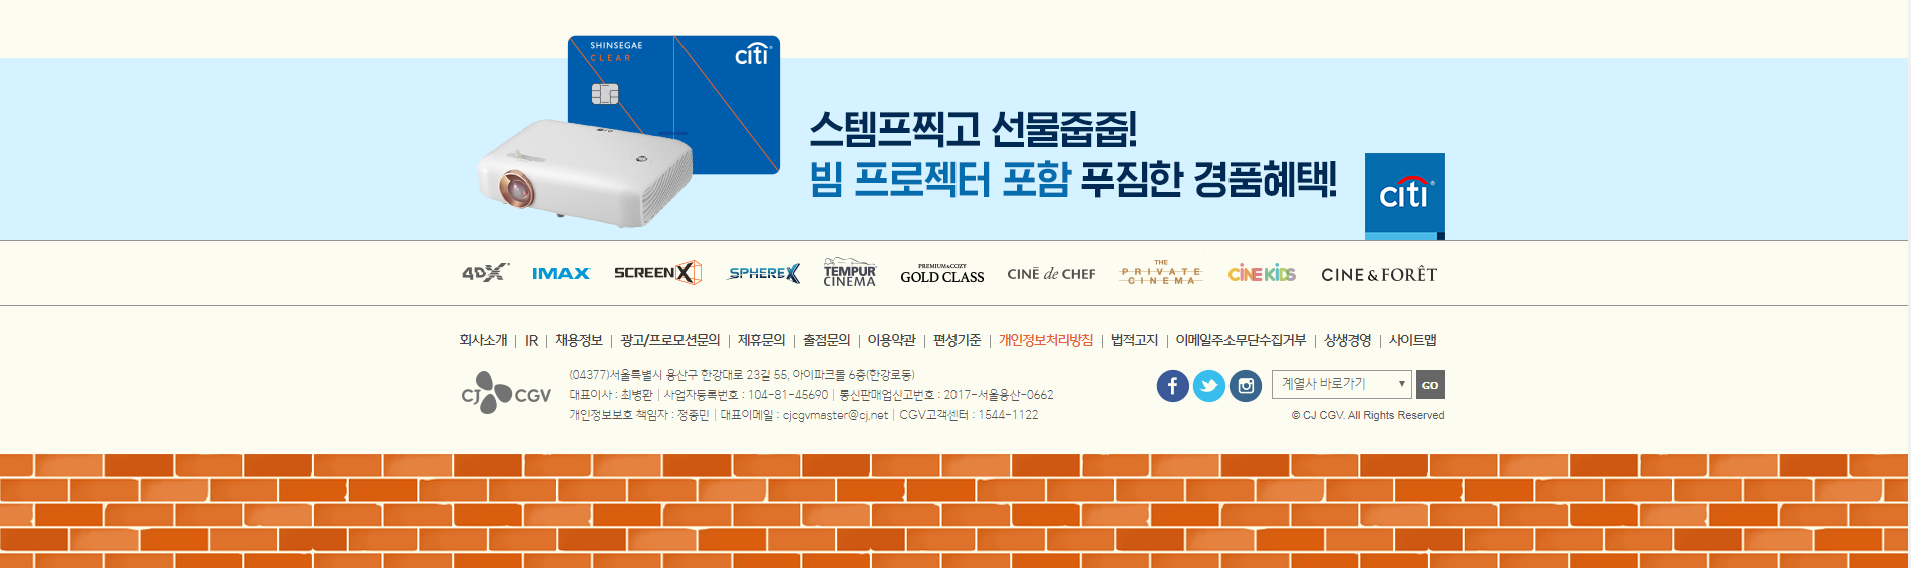 SHINSEGAE
CLEAR
citi
스템프찍고 선물줍줍!
빔 프로젝터 포함 푸짐한 경품혜택!
citi
4DX IMAX SCREENX SPHEREX TEMPUR CINEMA PREMIUM&COZY GOLD CLASS CINÉ de CHEF THE PRIVATE CINEMA CINE KIDS CINE & FORÊT
회사소개 | IR | 채용정보 | 광고/프로모션문의 | 제휴문의 | 출점문의 | 이용약관 | 편성기준 | 개인정보처리방침 | 법적고지 | 이메일주소무단수집거부 | 상생경영 | 사이트맵
CJ CGV
(04377)서울특별시 용산구 한강대로 23길 55, 아이파크몰 6층(한강로동)
대표이사 : 최병환 | 사업자등록번호 : 104-81-45690 | 통신판매업신고번호 : 2017-서울용산-0662
개인정보보호 책임자 : 정종민 | 대표이메일 : cjcgvmaster@cj.net | CGV고객센터 : 1544-1122
계열사 바로가기 GO
© CJ CGV. All Rights Reserved